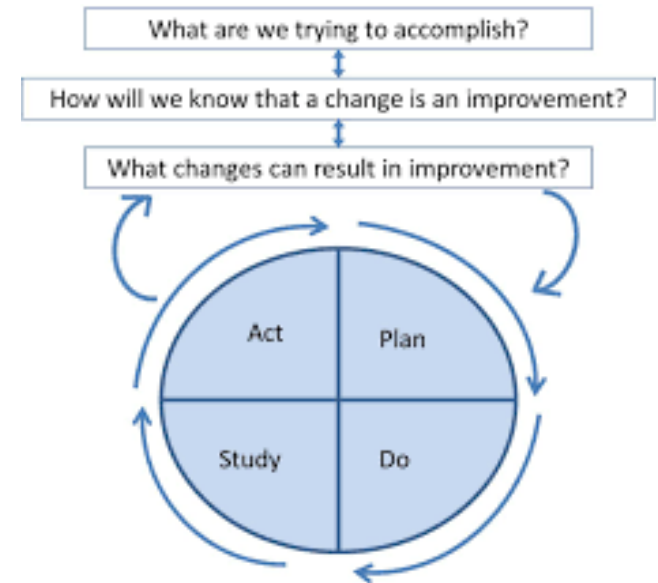 What are we trying to accomplish?
How will we know that a change is an improvement?
What changes can result in improvement?
Act
Plan
Study
Do